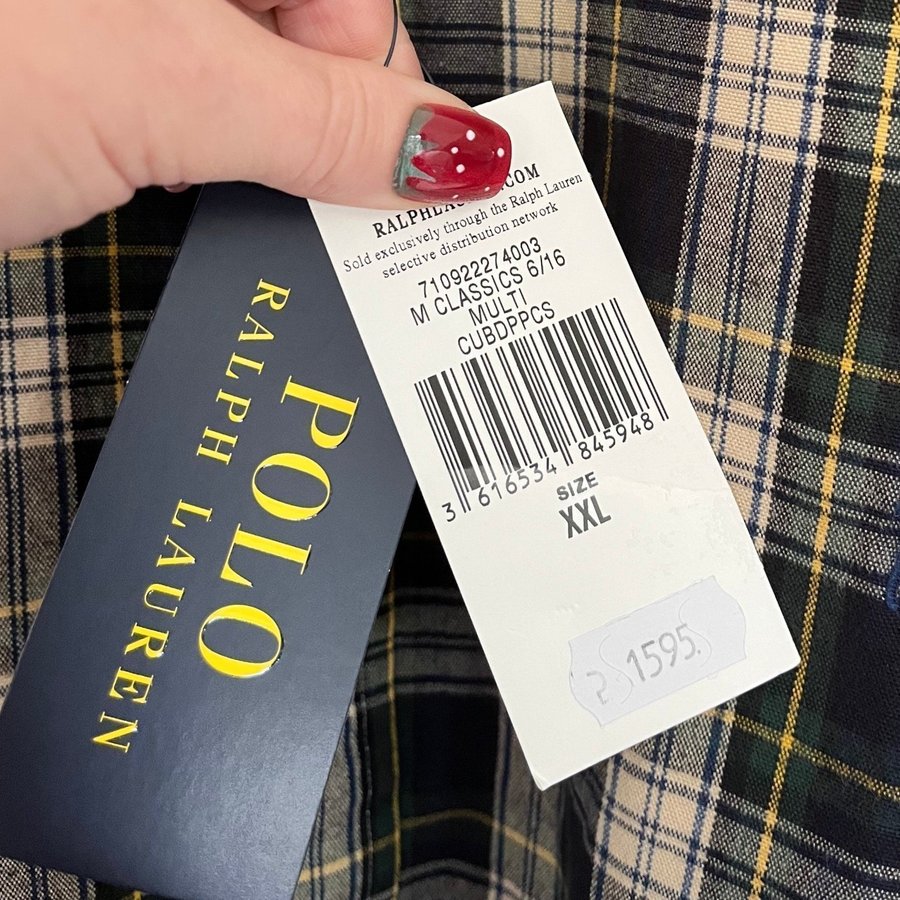 POLO
RALPH LAUREN
.COM
Sold exclusively through the Ralph Lauren
selective distribution network
710922274003
M CLASSICS 6/16
MULTI
CUBDPPCS
3 616534 845948
SIZE
XXL
1595.